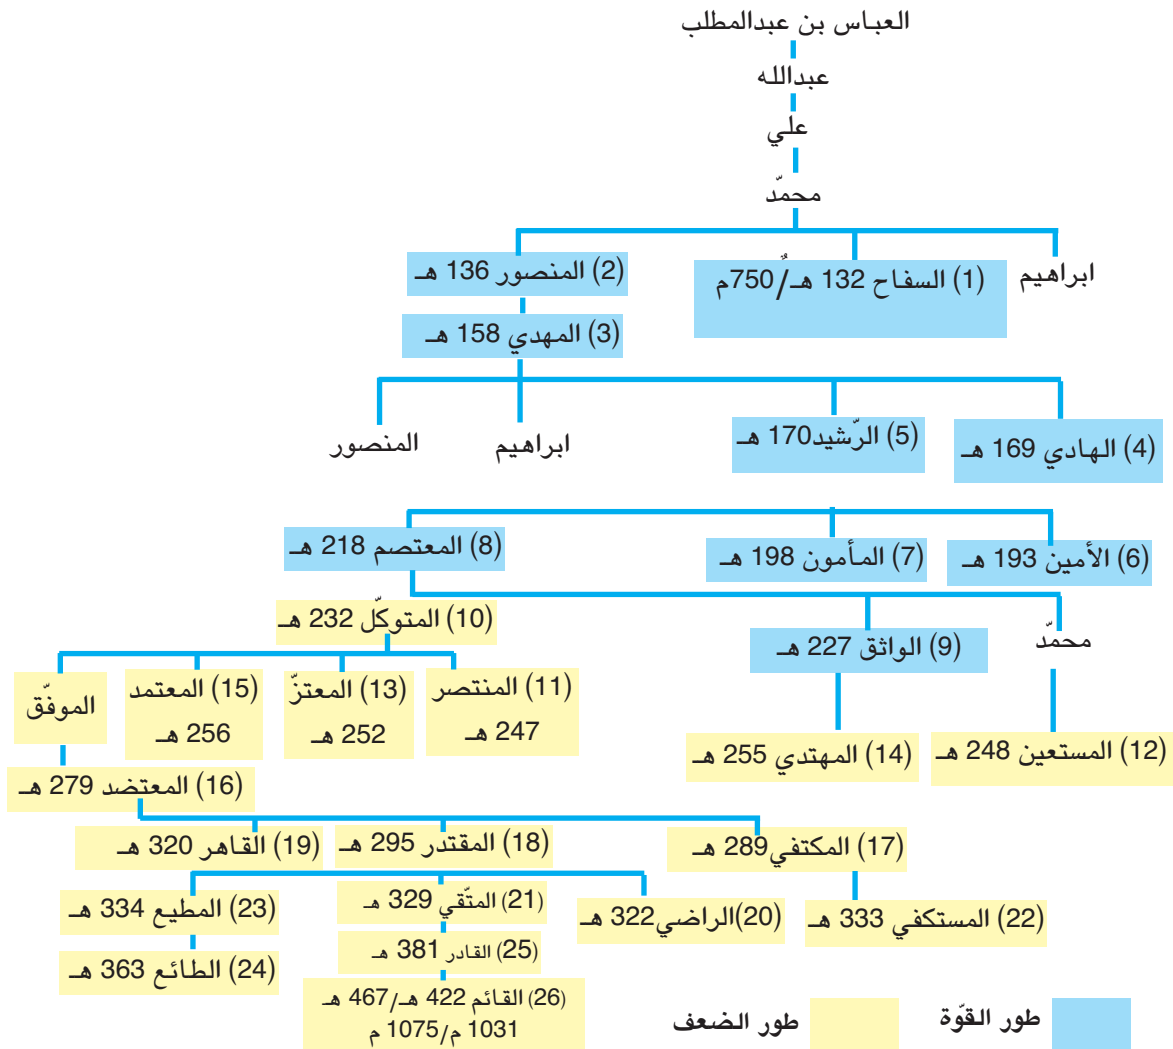 العباس بن عبدالمطلب
عبدالله
علي
محمدّ
ابراهيم
(1) السفاح 132 هـ/ٌ750م
(2) المنصور 136 هـ
(3) المهدي 158 هـ
(4) الهادي 169 هـ
(5) الرّشيد170 هـ
ابراهيم
المنصور
(6) الأمين 193 هـ
(7) المأمون 198 هـ
(8) المعتصم 218 هـ
محمدّ
(9) الواثق 227 هـ
(10) المتوكّل 232 هـ
(11) المنتصر
247 هـ
(13) المعتزّ
252 هـ
(15) المعتمد
256 هـ
الموفّق
(12) المستعين 248 هـ
(14) المهتدي 255 هـ
(16) المعتضد 279 هـ
(17) المكتفي289 هـ
(18) المقتدر 295 هـ
(19) القاهر 320 هـ
(22) المستكفي 333 هـ
(20)الراضي322 هـ
(21) المتّقي 329 هـ
(23) المطيع 334 هـ
(25) القادر 381 هـ
(24) الطائع 363 هـ
(26) القائم 422 هـ/467 هـ
1031 م/1075 م
طور القوّة
طور الضعف